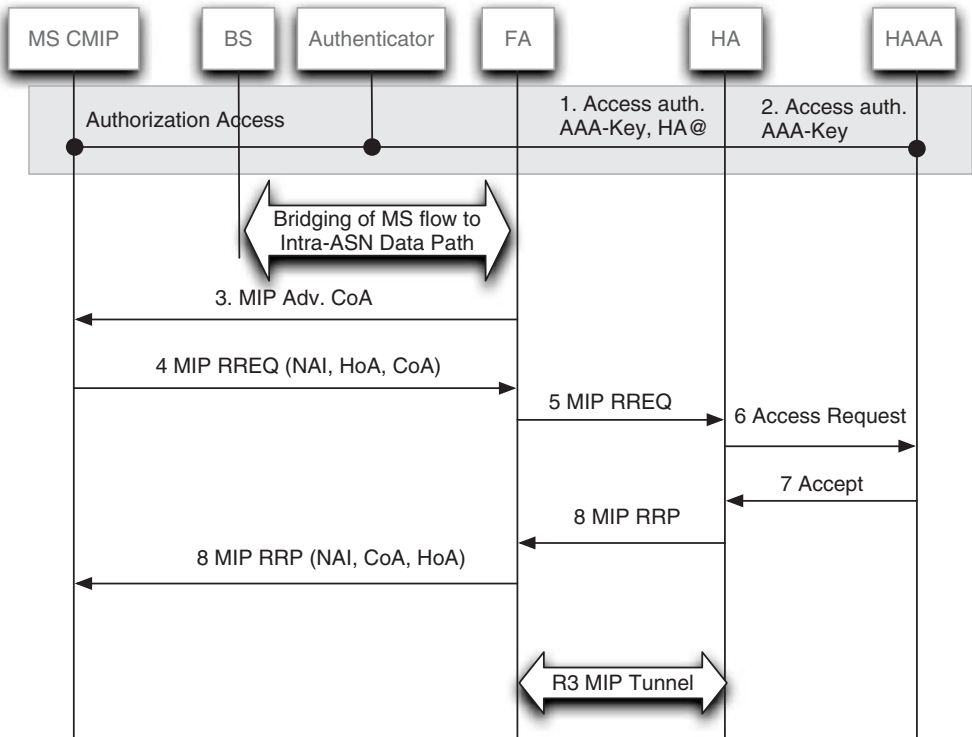 MS CMIP
BS
Authenticator
FA
HA
HAAA
Authorization Access
1. Access auth.
AAA-Key, HA@
2. Access auth.
AAA-Key
Bridging of MS flow to
Intra-ASN Data Path
3. MIP Adv. CoA
4 MIP RREQ (NAI, HoA, CoA)
5 MIP RREQ
6 Access Request
7 Accept
8 MIP RRP
8 MIP RRP (NAI, CoA, HoA)
R3 MIP Tunnel